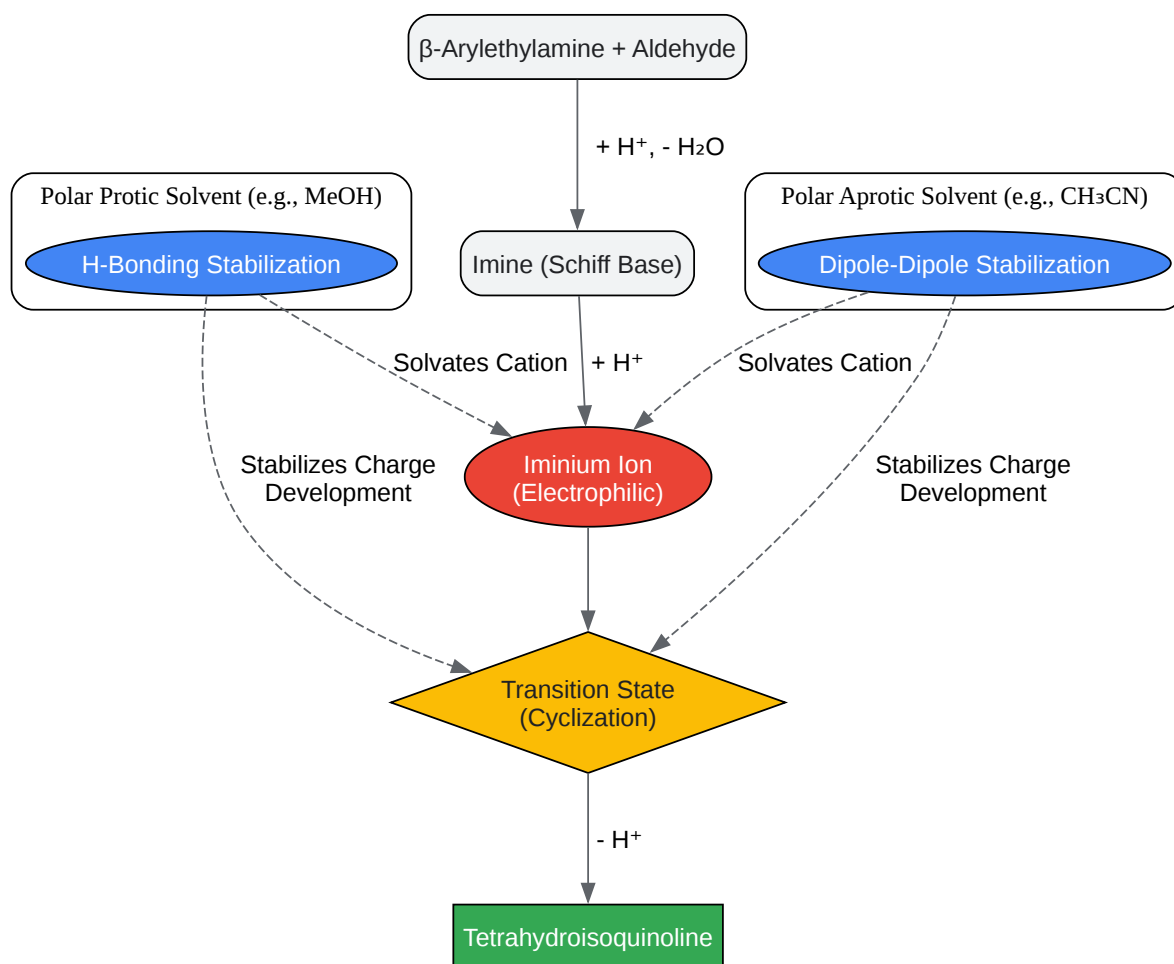 β-Arylethylamine + Aldehyde
+ H⁺, - H₂O
Polar Protic Solvent (e.g., MeOH)
Polar Aprotic Solvent (e.g., CH₃CN)
H-Bonding Stabilization
Imine (Schiff Base)
Dipole-Dipole Stabilization
Solvates Cation
+ H⁺
Solvates Cation
Stabilizes Charge
Development
Iminium Ion
(Electrophilic)
Stabilizes Charge
Development
Transition State
(Cyclization)
- H⁺
Tetrahydroisoquinoline